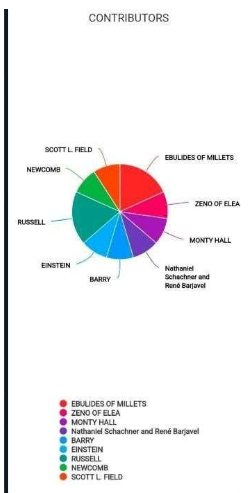 CONTRIBUTORS
SCOTT L. FIELD
EBULIDES OF MILLETS
NEWCOMB
ZENO OF ELEA
RUSSELL
MONTY HALL
EINSTEIN
Nathaniel
Schachner and
René Barjavel
BARRY
EBULIDES OF MILLETS
ZENO OF ELEA
MONTY HALL
Nathaniel Schachner and René Barjavel
BARRY
EINSTEIN
RUSSELL
NEWCOMB
SCOTT L. FIELD